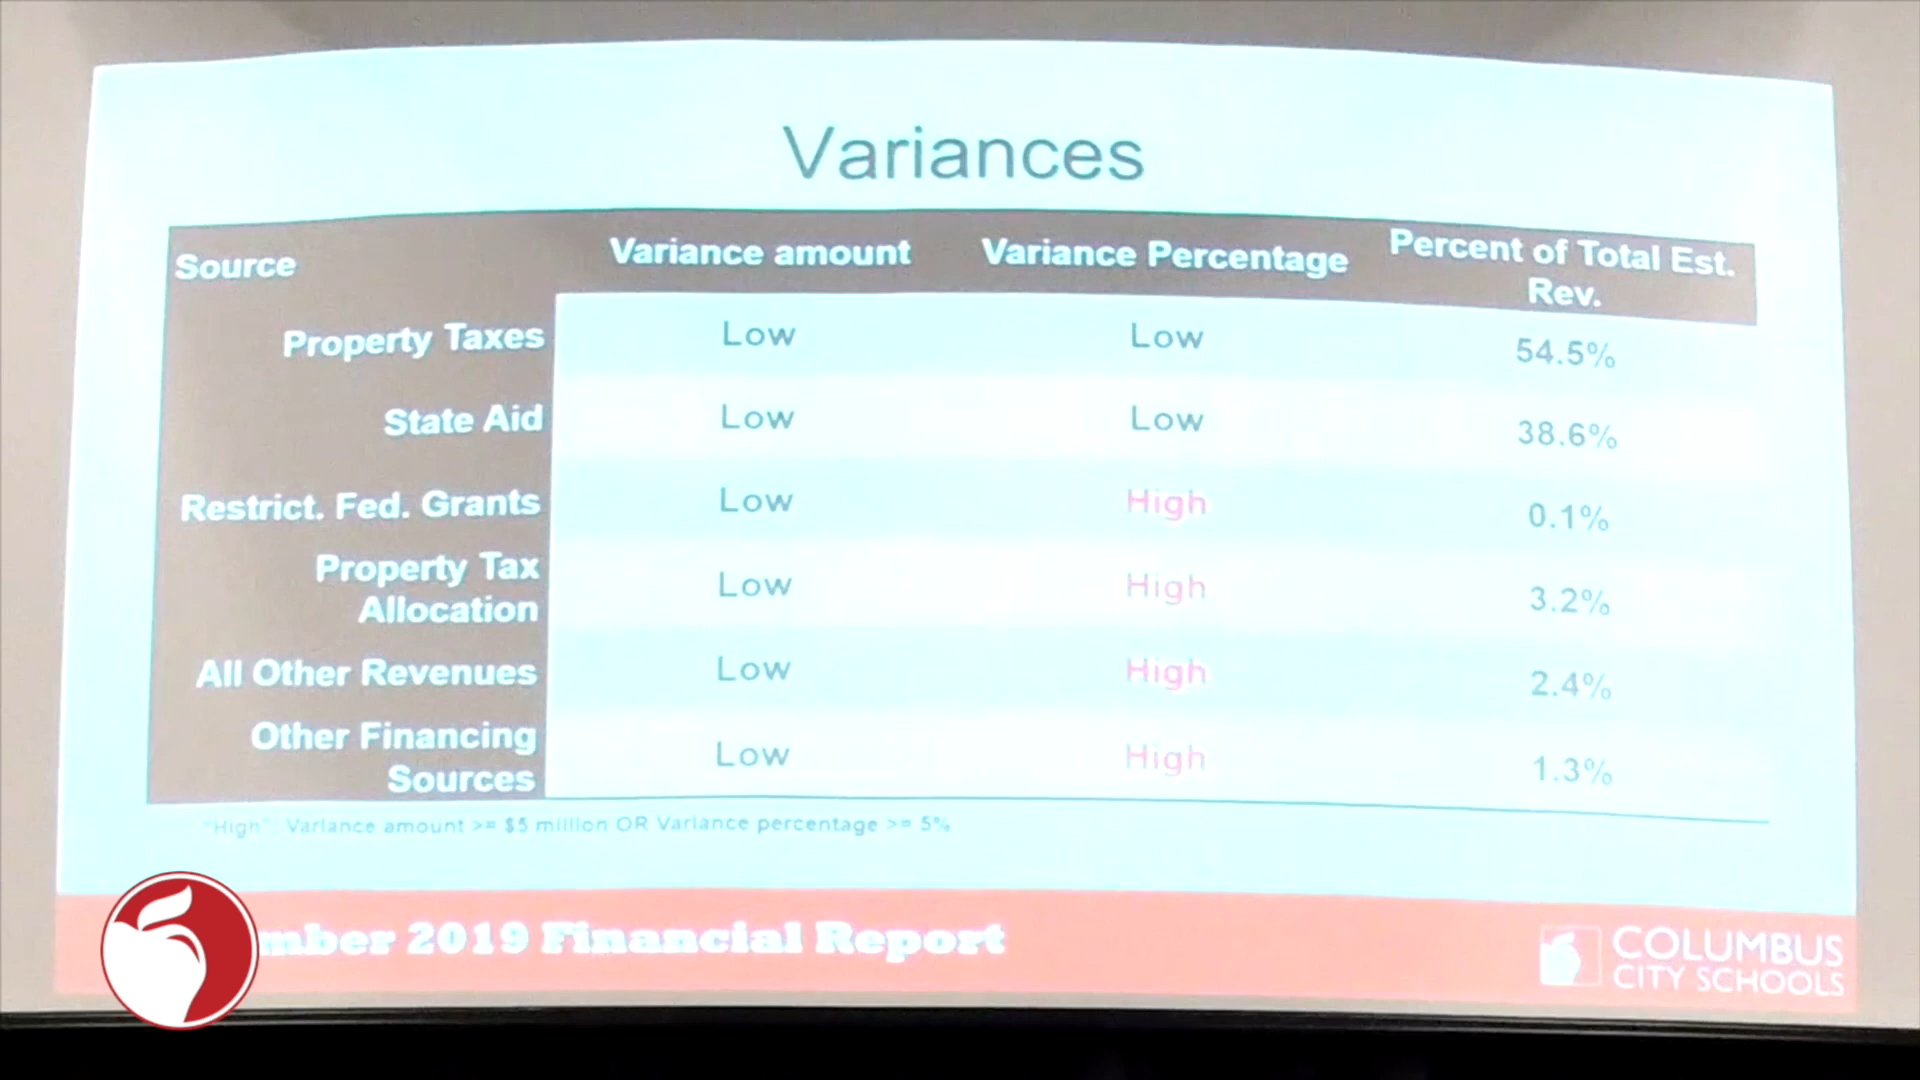 Variances
Source Variance amount Variance Percentage Percent of Total Est.
Rev.
Property Taxes Low Low 54.5%
State Aid Low Low 38.6%
Restrict. Fed. Grants Low High 0.1%
Property Tax
Allocation Low High 3.2%
All Other Revenues Low High 2.4%
Other Financing
Sources Low High 1.3%
"High": Variance amount >= $5 million OR Variance percentage >= 5%
mber 2019 Financial Report
COLUMBUS
CITY SCHOOLS